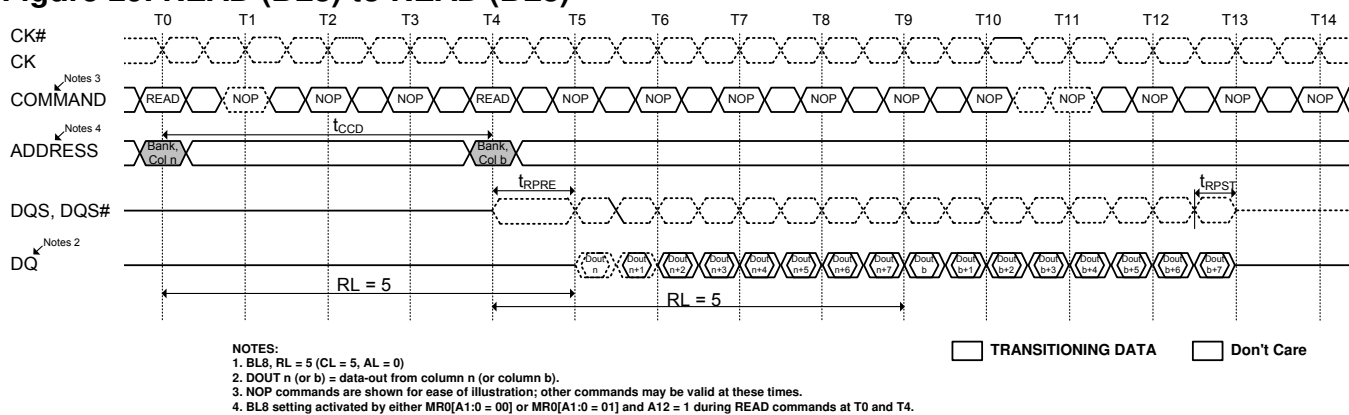 Figure 29. READ (BL8) to READ (BL8)
T0 T1 T2 T3 T4 T5 T6 T7 T8 T9 T10 T11 T12 T13 T14
CK#
CK
Notes 3
COMMAND READ NOP NOP NOP READ NOP NOP NOP NOP NOP NOP NOP NOP NOP NOP
Notes 4
tCCD
ADDRESS Bank, Col n Bank, Col b
tRPRE tRPST
DQS, DQS#
Notes 2
DQ Dout n Dout n+1 Dout n+2 Dout n+3 Dout n+4 Dout n+5 Dout n+6 Dout n+7 Dout b Dout b+1 Dout b+2 Dout b+3 Dout b+4 Dout b+5 Dout b+6 Dout b+7
RL = 5
RL = 5
NOTES:
TRANSITIONING DATA Don't Care
1. BL8, RL = 5 (CL = 5, AL = 0)
2. DOUT n (or b) = data-out from column n (or column b).
3. NOP commands are shown for ease of illustration; other commands may be valid at these times.
4. BL8 setting activated by either MR0[A1:0 = 00] or MR0[A1:0 = 01] and A12 = 1 during READ commands at T0 and T4.